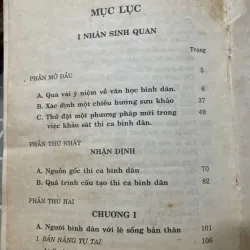 MỤC LỤC
I NHÂN SINH QUAN
Trang
PHẦN MỞ ĐẦU 5
A. Qua vài ý niệm về văn học bình dân. 6
B. Xác định một chiều hướng sưu khảo 37
C. Thử đặt một phương pháp mới trong 49
việc khảo sát thi ca bình dân.
PHẦN THỨ NHẤT
NHẬN ĐỊNH
A. Nguồn gốc thi ca bình dân 70
B. Quá trình cấu tạo thi ca bình dân 82
PHẦN THỨ HAI
CHƯƠNG I
A. Người bình dân với lẽ sống bản thân 101
1. BẢN NĂNG TỰ TẠI 106